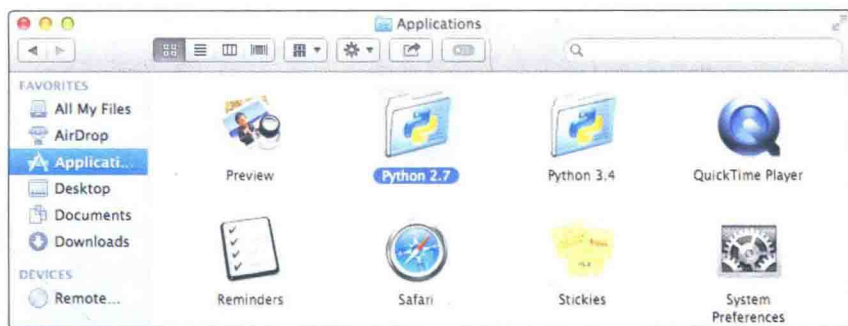 Applications
FAVORITES
All My Files
AirDrop
Applicati...
Desktop
Documents
Downloads
DEVICES
Remote...
Preview
Python 2.7
Python 3.4
QuickTime Player
Reminders
Safari
Stickies
System
Preferences